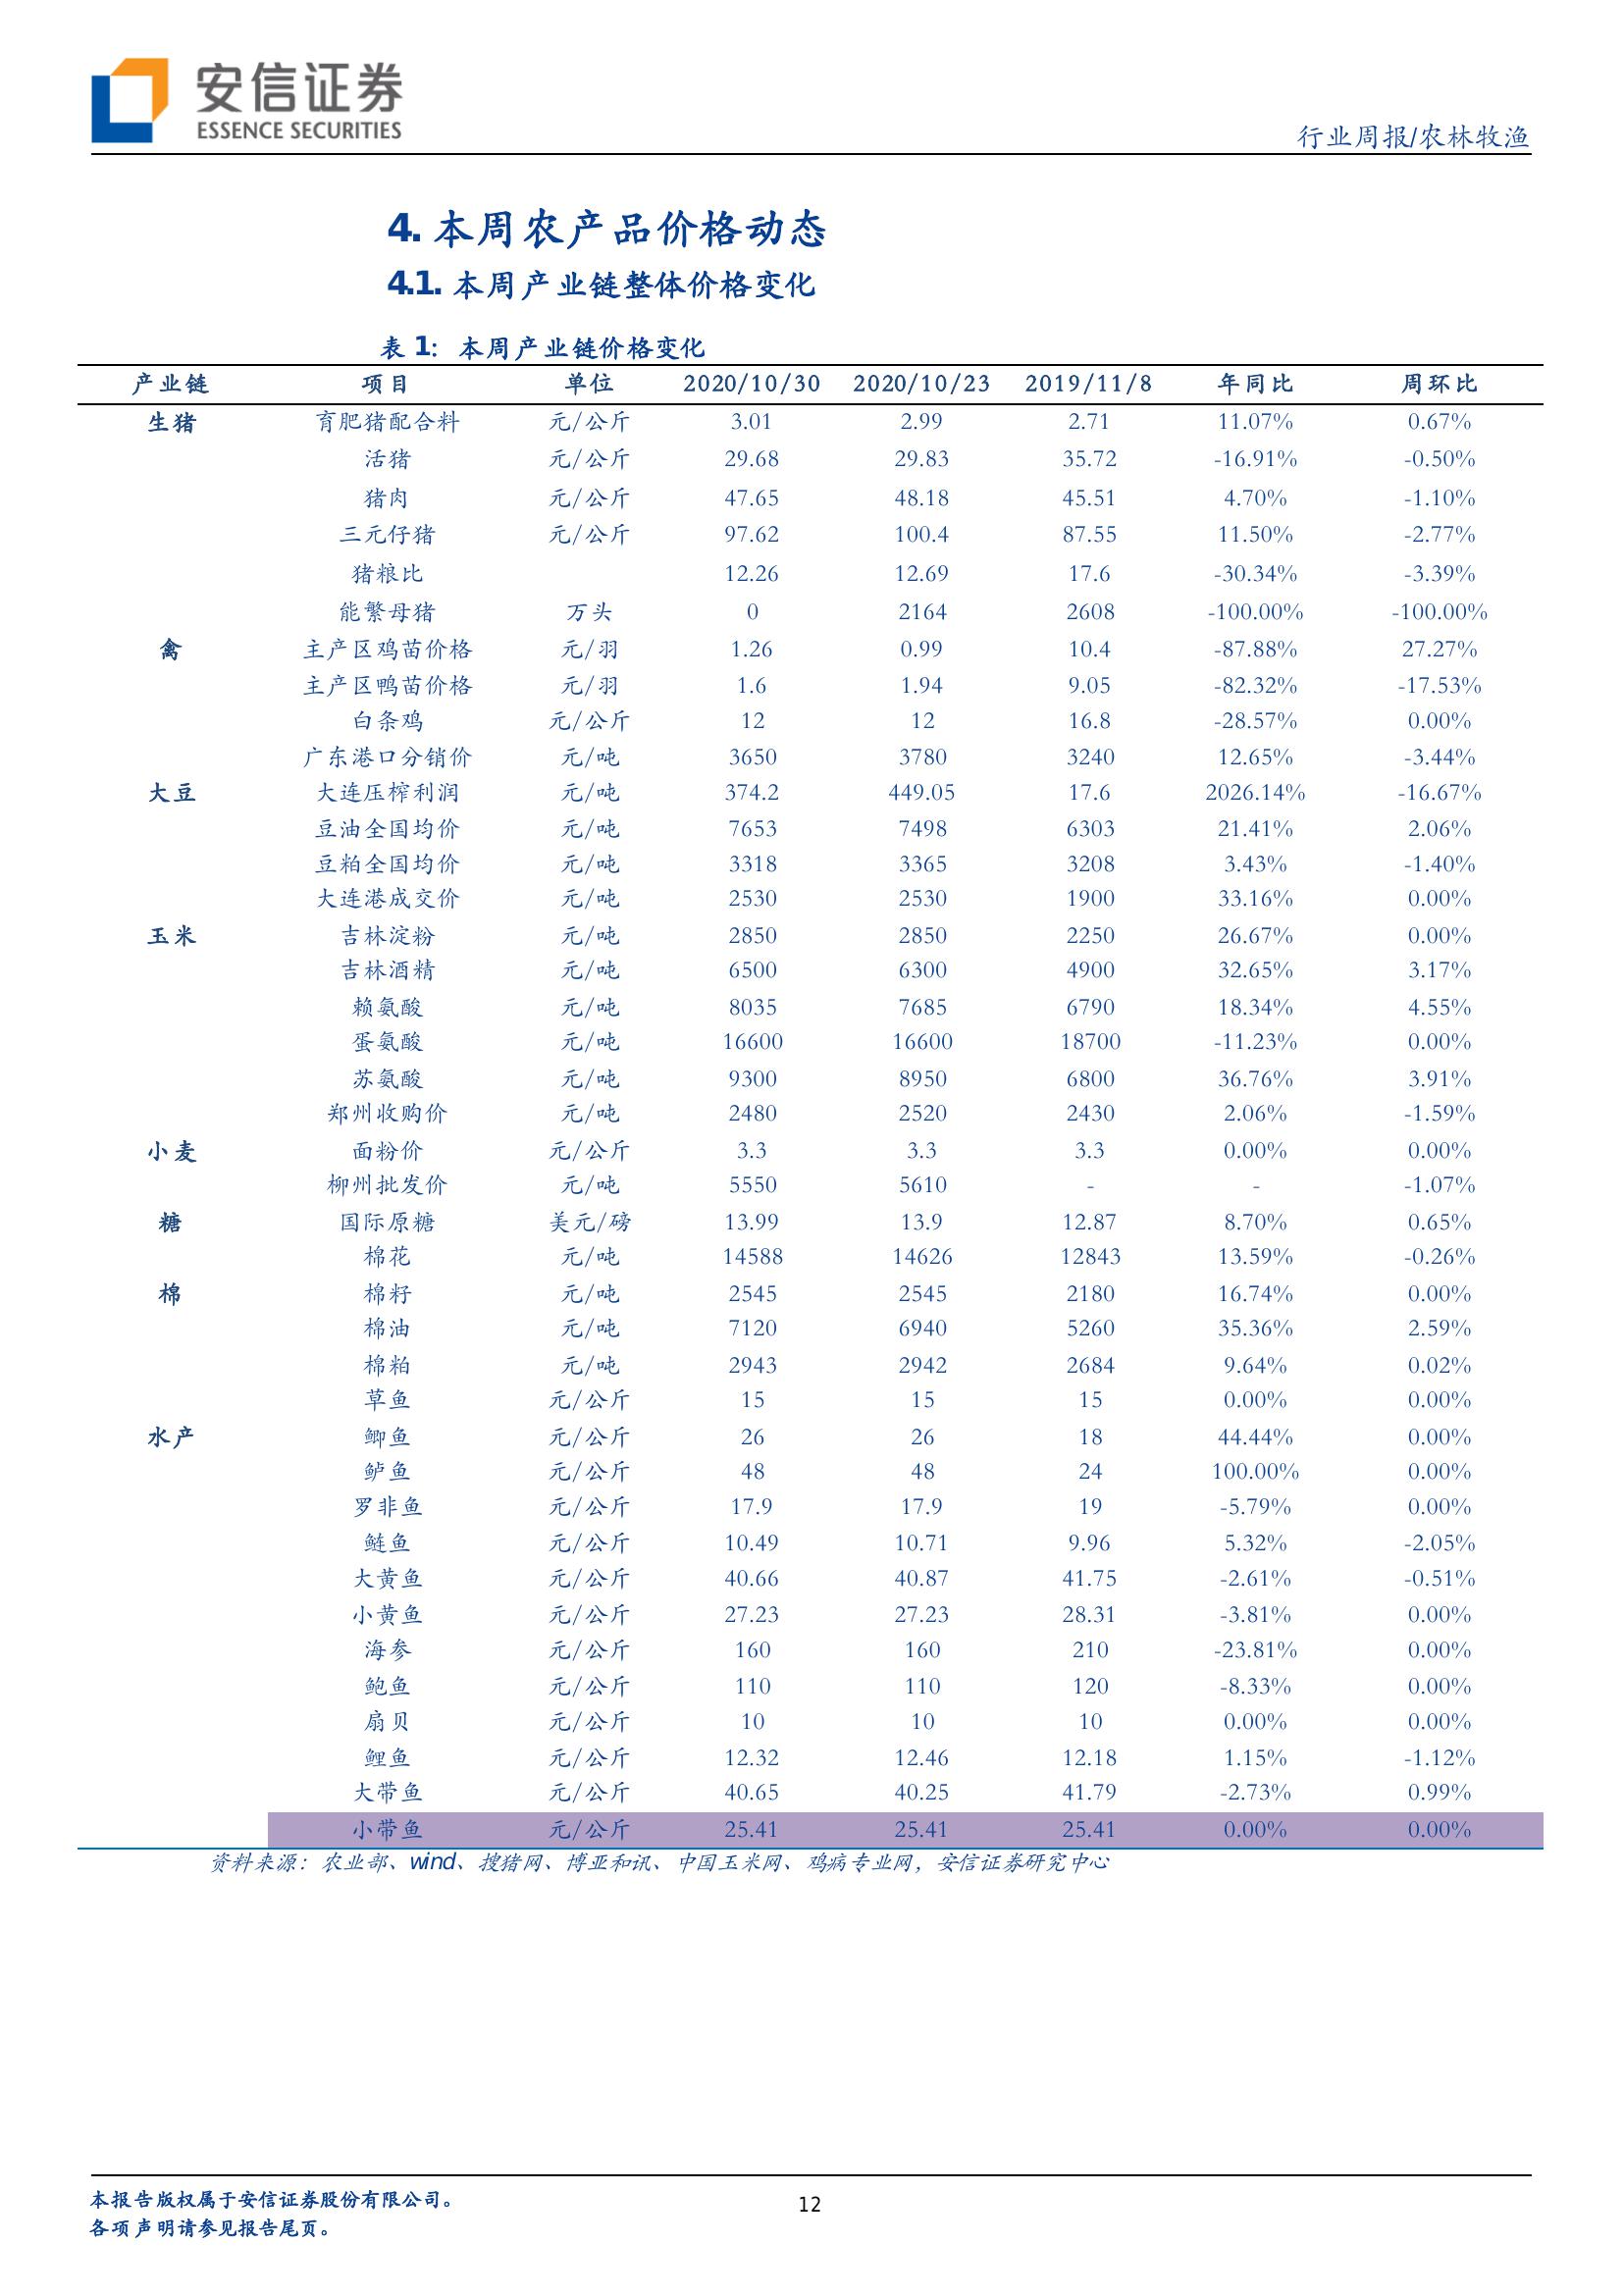 安信证券
ESSENCE SECURITIES
行业周报/农林牧渔
4. 本周农产品价格动态
4.1. 本周产业链整体价格变化
表 1： 本周产业链价格变化
产业链 项目 单位 2020/10/30 2020/10/23 2019/11/8 年同比 周环比
生猪 育肥猪配合料 元/公斤 3.01 2.99 2.71 11.07% 0.67%
活猪 元/公斤 29.68 29.83 35.72 -16.91% -0.50%
猪肉 元/公斤 47.65 48.18 45.51 4.70% -1.10%
三元仔猪 元/公斤 97.62 100.4 87.55 11.50% -2.77%
猪粮比 12.26 12.69 17.6 -30.34% -3.39%
能繁母猪 万头 0 2164 2608 -100.00% -100.00%
禽 主产区鸡苗价格 元/羽 1.26 0.99 10.4 -87.88% 27.27%
主产区鸭苗价格 元/羽 1.6 1.94 9.05 -82.32% -17.53%
白条鸡 元/公斤 12 12 16.8 -28.57% 0.00%
广东港口分销价 元/吨 3650 3780 3240 12.65% -3.44%
大豆 大连压榨利润 元/吨 374.2 449.05 17.6 2026.14% -16.67%
豆油全国均价 元/吨 7653 7498 6303 21.41% 2.06%
豆粕全国均价 元/吨 3318 3365 3208 3.43% -1.40%
大连港成交价 元/吨 2530 2530 1900 33.16% 0.00%
玉米 吉林淀粉 元/吨 2850 2850 2250 26.67% 0.00%
吉林酒精 元/吨 6500 6300 4900 32.65% 3.17%
赖氨酸 元/吨 8035 7685 6790 18.34% 4.55%
蛋氨酸 元/吨 16600 16600 18700 -11.23% 0.00%
苏氨酸 元/吨 9300 8950 6800 36.76% 3.91%
郑州收购价 元/吨 2480 2520 2430 2.06% -1.59%
小麦 面粉价 元/公斤 3.3 3.3 3.3 0.00% 0.00%
柳州批发价 元/吨 5550 5610 - - -1.07%
糖 国际原糖 美元/磅 13.99 13.9 12.87 8.70% 0.65%
棉花 元/吨 14588 14626 12843 13.59% -0.26%
棉 棉籽 元/吨 2545 2545 2180 16.74% 0.00%
棉油 元/吨 7120 6940 5260 35.36% 2.59%
棉粕 元/吨 2943 2942 2684 9.64% 0.02%
草鱼 元/公斤 15 15 15 0.00% 0.00%
水产 鲫鱼 元/公斤 26 26 18 44.44% 0.00%
鲈鱼 元/公斤 48 48 24 100.00% 0.00%
罗非鱼 元/公斤 17.9 17.9 19 -5.79% 0.00%
鲢鱼 元/公斤 10.49 10.71 9.96 5.32% -2.05%
大黄鱼 元/公斤 40.66 40.87 41.75 -2.61% -0.51%
小黄鱼 元/公斤 27.23 27.23 28.31 -3.81% 0.00%
海参 元/公斤 160 160 210 -23.81% 0.00%
鲍鱼 元/公斤 110 110 120 -8.33% 0.00%
扇贝 元/公斤 10 10 10 0.00% 0.00%
鲤鱼 元/公斤 12.32 12.46 12.18 1.15% -1.12%
大带鱼 元/公斤 40.65 40.25 41.79 -2.73% 0.99%
小带鱼 元/公斤 25.41 25.41 25.41 0.00% 0.00%
资料来源：农业部、wind、搜猪网、博亚和讯、中国玉米网、鸡病专业网，安信证券研究中心
本报告版权属于安信证券股份有限公司。
各项声明请参见报告尾页。
12